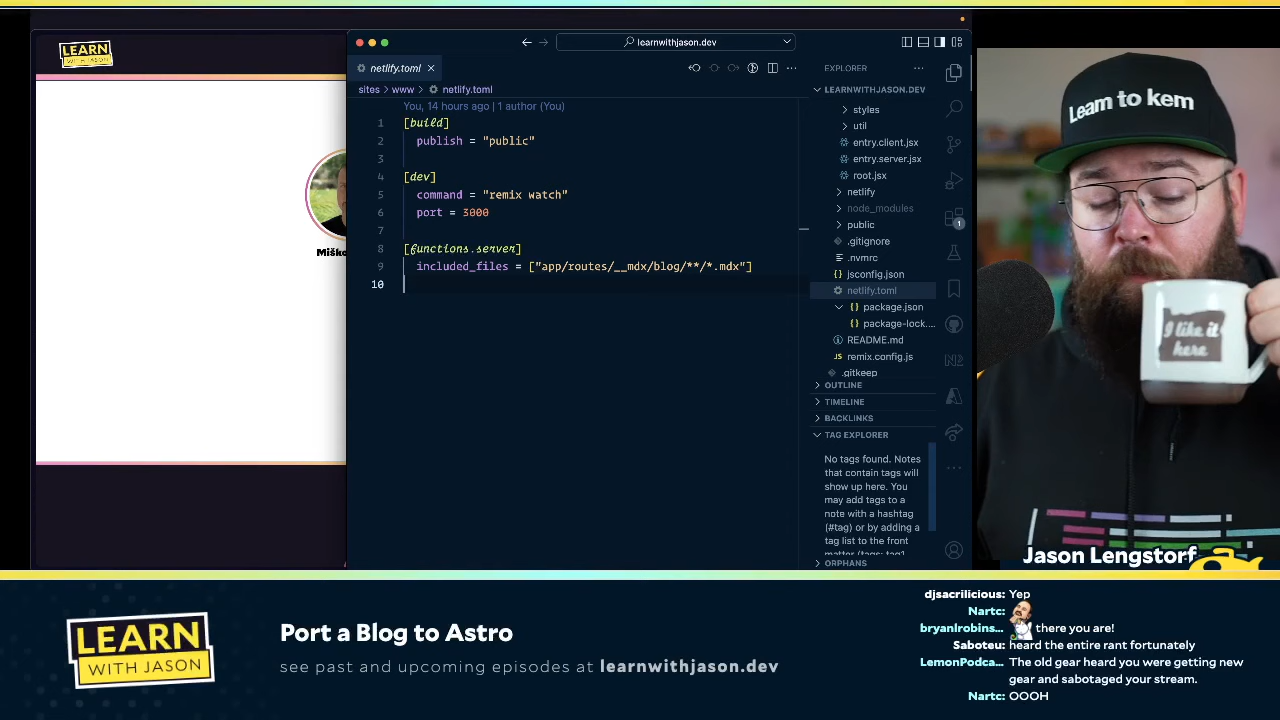 LEARN
WITH JASON
Miško
learnwithjason.dev
netlify.toml
sites > www > netlify.toml
You, 14 hours ago | 1 author (You)
1 [build]
2 publish = "public"
3
4 [dev]
5 command = "remix watch"
6 port = 3000
7
8 [functions.server]
9 included_files = ["app/routes/__mdx/blog/**/*.mdx"]
10
EXPLORER
LEARNWITHJASON.DEV
styles
util
entry.client.jsx
entry.server.jsx
root.jsx
netlify
node_modules
public
.gitignore
.nvmrc
jsconfig.json
netlify.toml
package.json
package-lock....
README.md
remix.config.js
.gitkeep
OUTLINE
TIMELINE
BACKLINKS
TAG EXPLORER
No tags found. Notes
that contain tags will
show up here. You
may add tags to a
note with a hashtag
(#tag) or by adding a
tag list to the front
matter (tags: tag1
ORPHANS
1
Learn to kern
I like it
here
Jason Lengstorf
LEARN
WITH JASON
Port a Blog to Astro
see past and upcoming episodes at learnwithjason.dev
djsacrilicious: Yep
Nartc:
bryanlrobins... there you are!
Saboteu: heard the entire rant fortunately
LemonPodca... The old gear heard you were getting new
gear and sabotaged your stream.
Nartc: OOOH